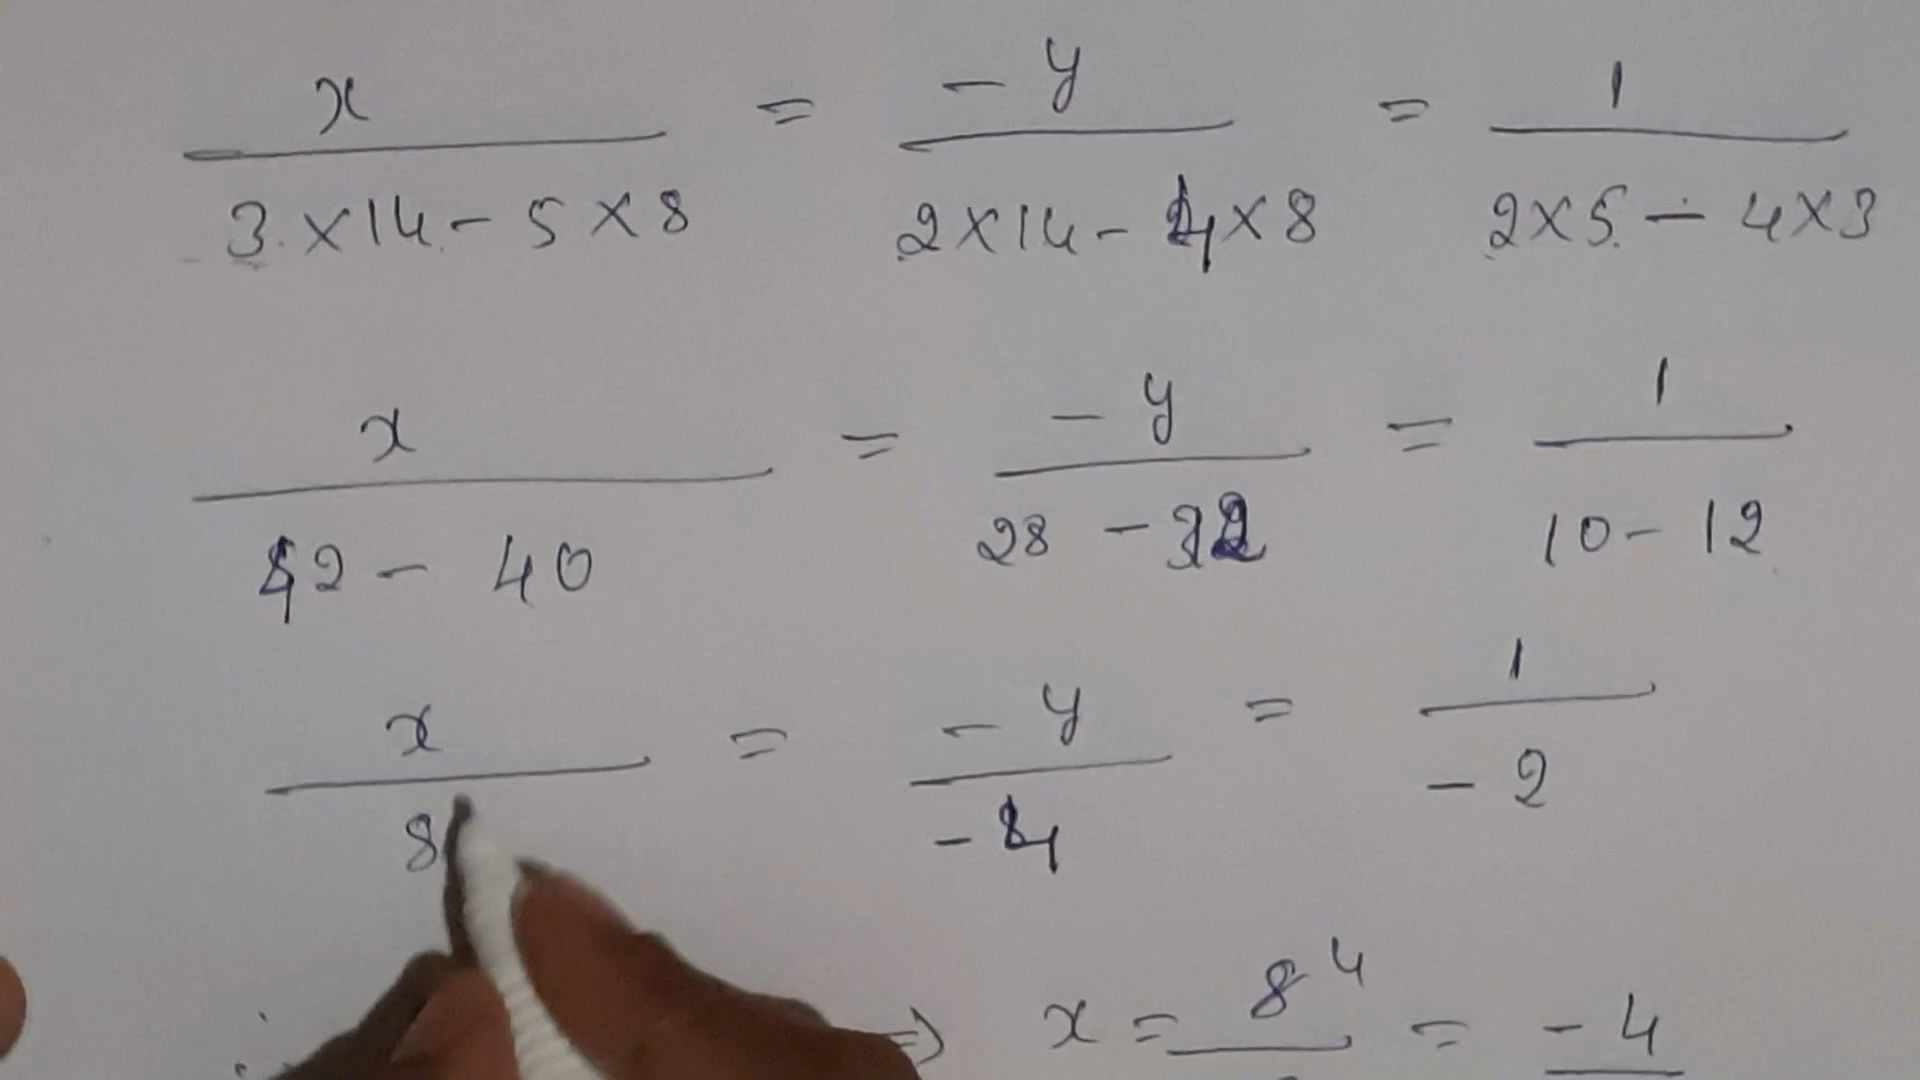 x/(3×14-5×8) = -y/(2×14-4×8) = 1/(2×5-4×3)
x/(42-40) = -y/(28-32) = 1/(10-12)
x/8 = -y/-4 = 1/-2
⇒ x = 8 4 = -4